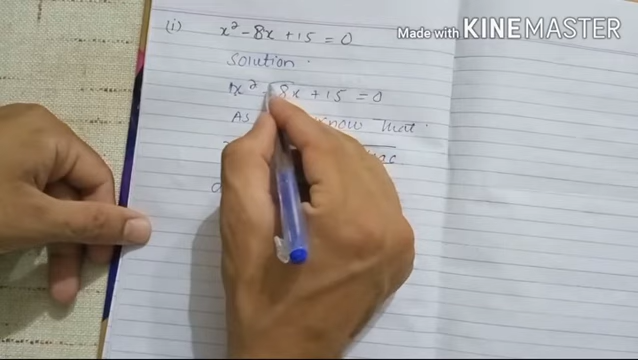 Made with KINEMASTER
(i) x² - 8x + 15 = 0
Solution.
1x² - 8x + 15 = 0
As know that.